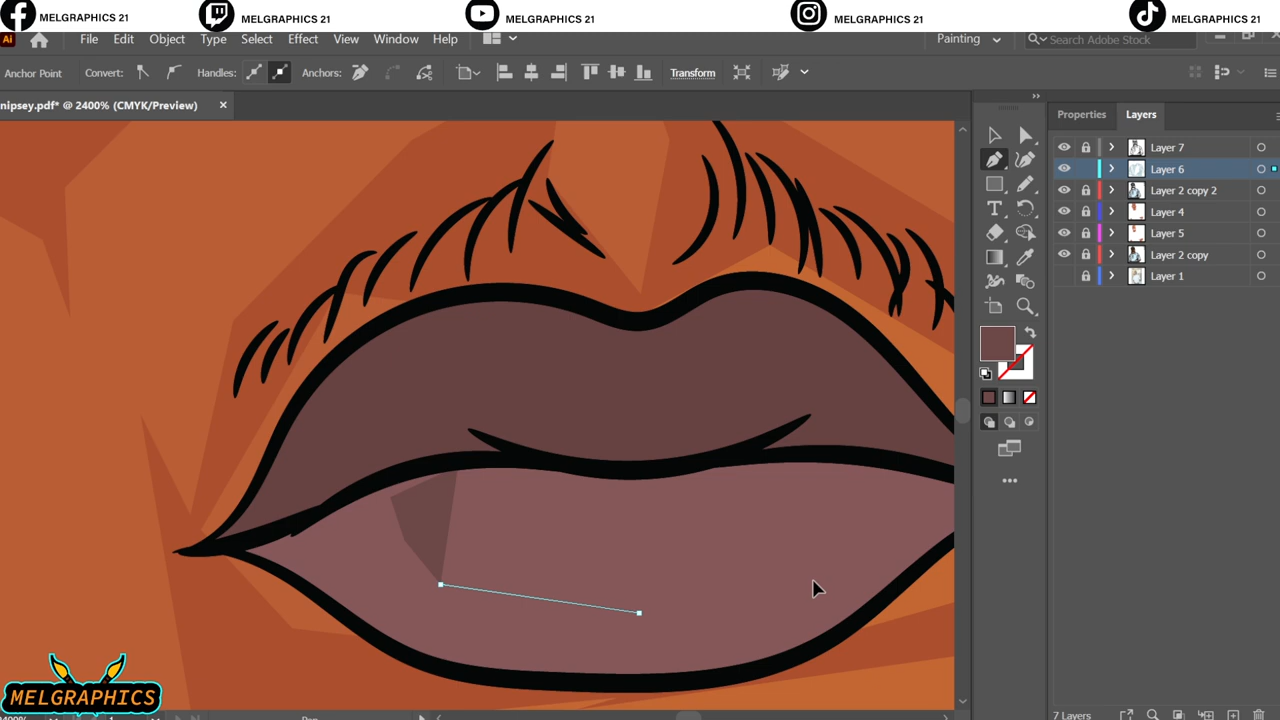 MELGRAPHICS 21 MELGRAPHICS 21 MELGRAPHICS 21 MELGRAPHICS 21 MELGRAPHICS 21
Ai File Edit Object Type Select Effect View Window Help Painting Search Adobe Stock
Anchor Point Convert: Handles: Anchors: Transform
nipsey.pdf* @ 2400% (CMYK/Preview) ×
Properties Layers
Layer 7
Layer 6
Layer 2 copy 2
Layer 4
Layer 5
Layer 2 copy
Layer 1
MELGRAPHICS
7 Layers